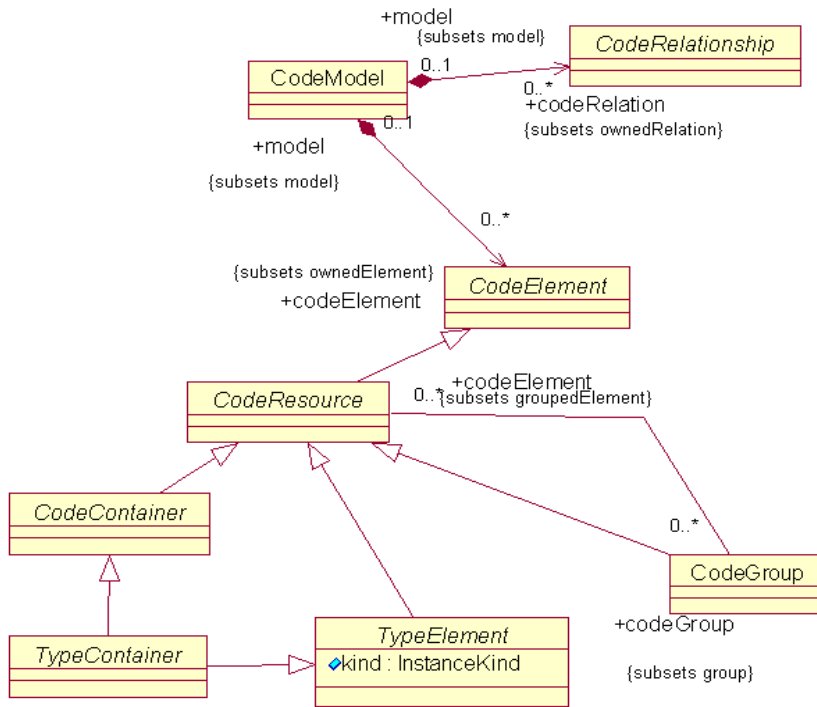 +model
{subsets model}
CodeRelationship
0..1
CodeModel
0..*
+codeRelation
{subsets ownedRelation}
0..1
+model
{subsets model}
0..*
{subsets ownedElement}
CodeElement
+codeElement
+codeElement
0..*
{subsets groupedElement}
CodeResource
CodeContainer
0..*
CodeGroup
+codeGroup
TypeContainer
TypeElement
kind : InstanceKind
{subsets group}